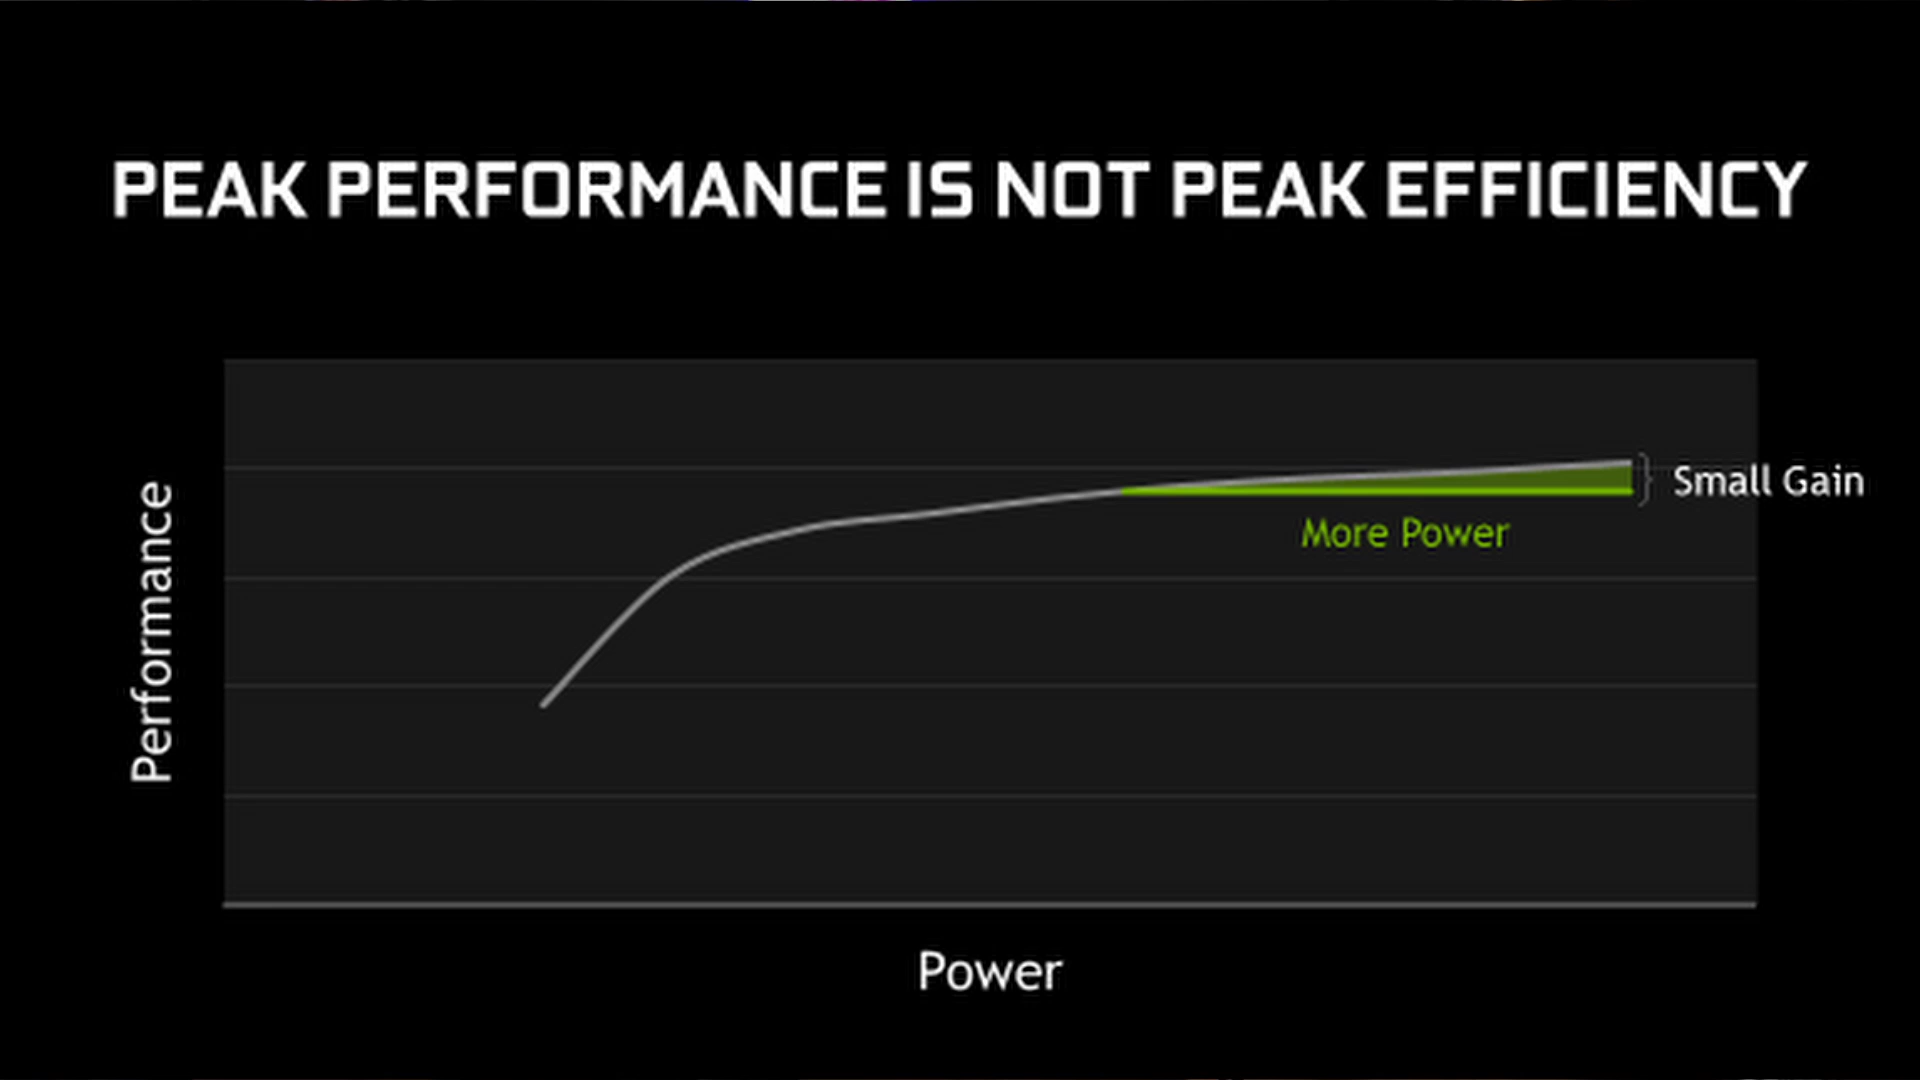 PEAK PERFORMANCE IS NOT PEAK EFFICIENCY
Performance
Small Gain
More Power
Power